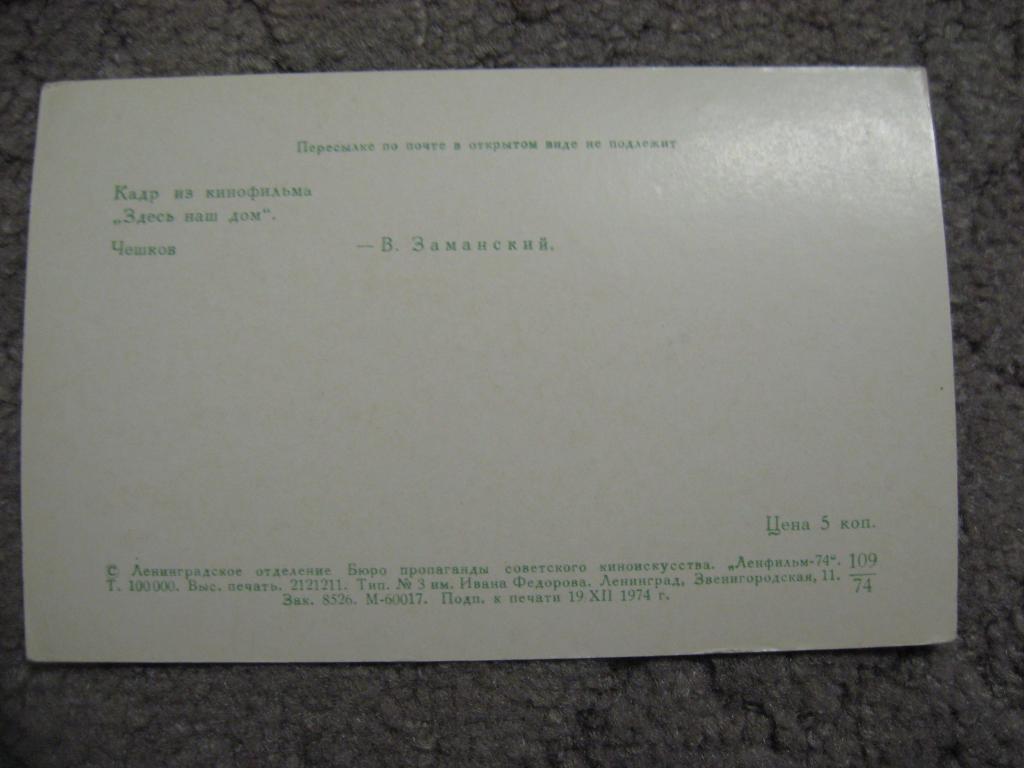 Пересылке по почте в открытом виде не подлежит
Кадр из кинофильма
„Здесь наш дом“.
Чешков — В. Заманский.
Цена 5 коп.
© Ленинградское отделение Бюро пропаганды советского киноискусства. „Ленфильм-74“. 109/74
Т. 100 000. Выс. печать. 2121211. Тип. № 3 им. Ивана Федорова. Ленинград, Звенигородская, 11.
Зак. 8526. М-60017. Подп. к печати 19/XII 1974 г.